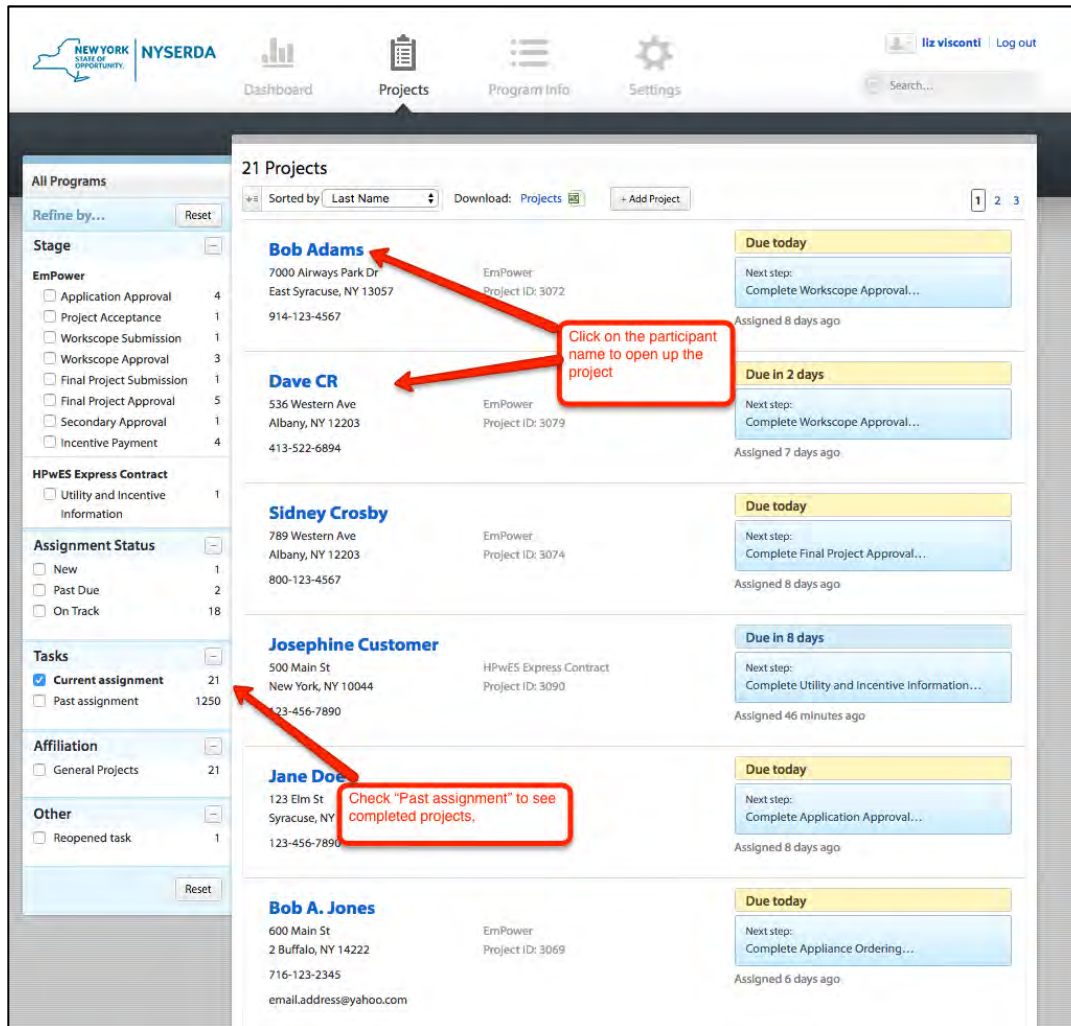 NEW YORK
STATE OF
OPPORTUNITY.
NYSERDA
Dashboard
Projects
Program Info
Settings
liz visconti
Log out
Search...
All Programs
Refine by...
Reset
Stage
EmPower
Application Approval 4
Project Acceptance 1
Workscope Submission 1
Workscope Approval 3
Final Project Submission 1
Final Project Approval 5
Secondary Approval 1
Incentive Payment 4
HPwES Express Contract
Utility and Incentive 1
Information
Assignment Status
New 1
Past Due 2
On Track 18
Tasks
Current assignment 21
Past assignment 1250
Affiliation
General Projects 21
Other
Reopened task 1
Reset
21 Projects
Sorted by Last Name
Download: Projects
+ Add Project
1 2 3
Bob Adams
7000 Airways Park Dr
East Syracuse, NY 13057
914-123-4567
EmPower
Project ID: 3072
Due today
Next step:
Complete Workscope Approval...
Assigned 8 days ago
Click on the participant
name to open up the
project
Dave CR
536 Western Ave
Albany, NY 12203
413-522-6894
EmPower
Project ID: 3079
Due in 2 days
Next step:
Complete Workscope Approval...
Assigned 7 days ago
Sidney Crosby
789 Western Ave
Albany, NY 12203
800-123-4567
EmPower
Project ID: 3074
Due today
Next step:
Complete Final Project Approval...
Assigned 8 days ago
Josephine Customer
500 Main St
New York, NY 10044
123-456-7890
HPwES Express Contract
Project ID: 3090
Due in 8 days
Next step:
Complete Utility and Incentive Information...
Assigned 46 minutes ago
Jane Doe
123 Elm St
Syracuse, NY
123-456-7890
Check “Past assignment” to see
completed projects,
Due today
Next step:
Complete Application Approval...
Assigned 8 days ago
Bob A. Jones
600 Main St
2 Buffalo, NY 14222
716-123-2345
email.address@yahoo.com
EmPower
Project ID: 3069
Due today
Next step:
Complete Appliance Ordering...
Assigned 6 days ago